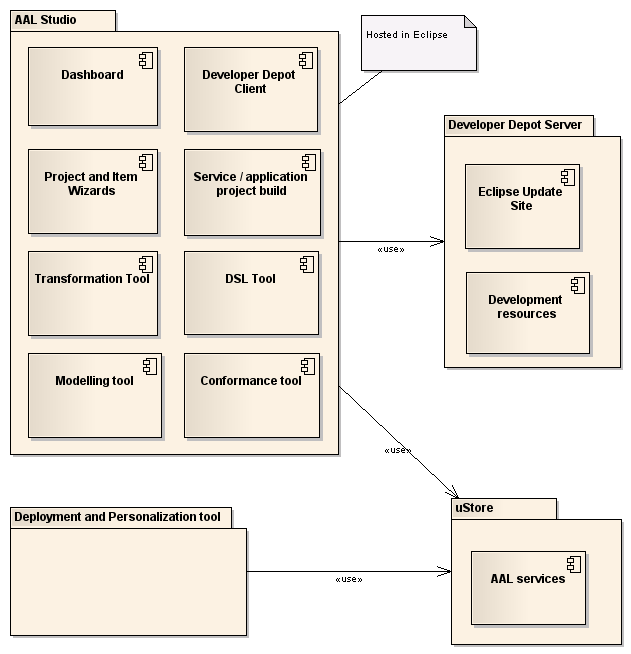 AAL Studio
Dashboard
Developer Depot
Client
Project and Item
Wizards
Service / application
project build
Transformation Tool
DSL Tool
Modelling tool
Conformance tool
Hosted in Eclipse
Developer Depot Server
Eclipse Update
Site
Development
resources
«use»
«use»
Deployment and Personalization tool
«use»
uStore
AAL services